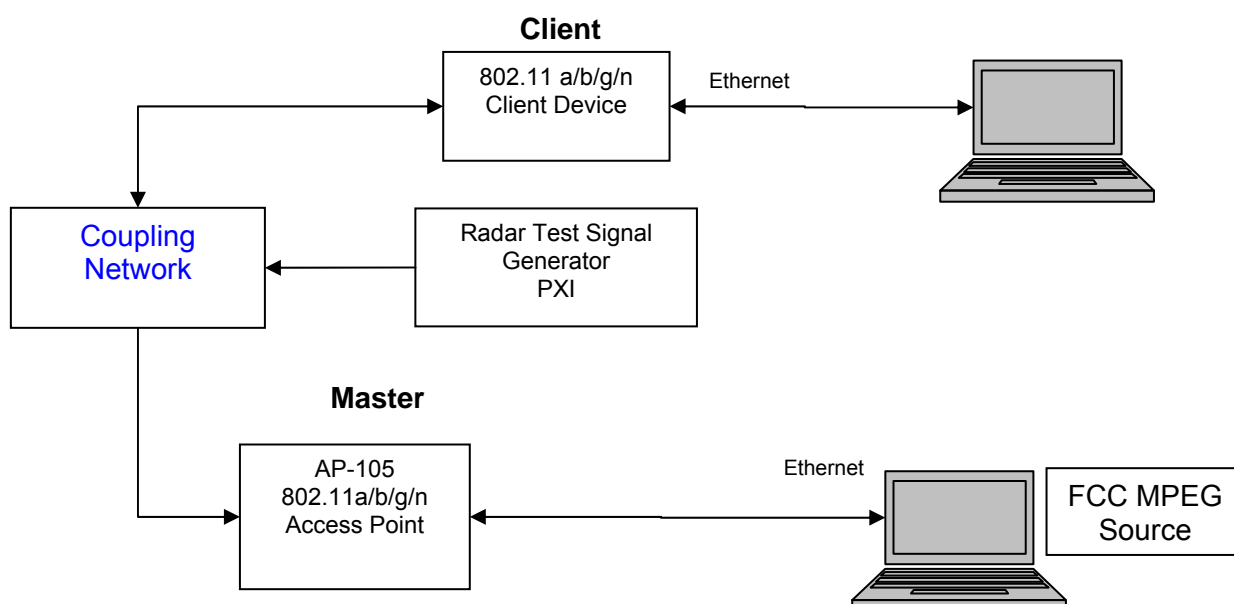 Client
802.11 a/b/g/n
Client Device
Ethernet
Coupling
Network
Radar Test Signal
Generator
PXI
Master
AP-105
802.11a/b/g/n
Access Point
Ethernet
FCC MPEG
Source